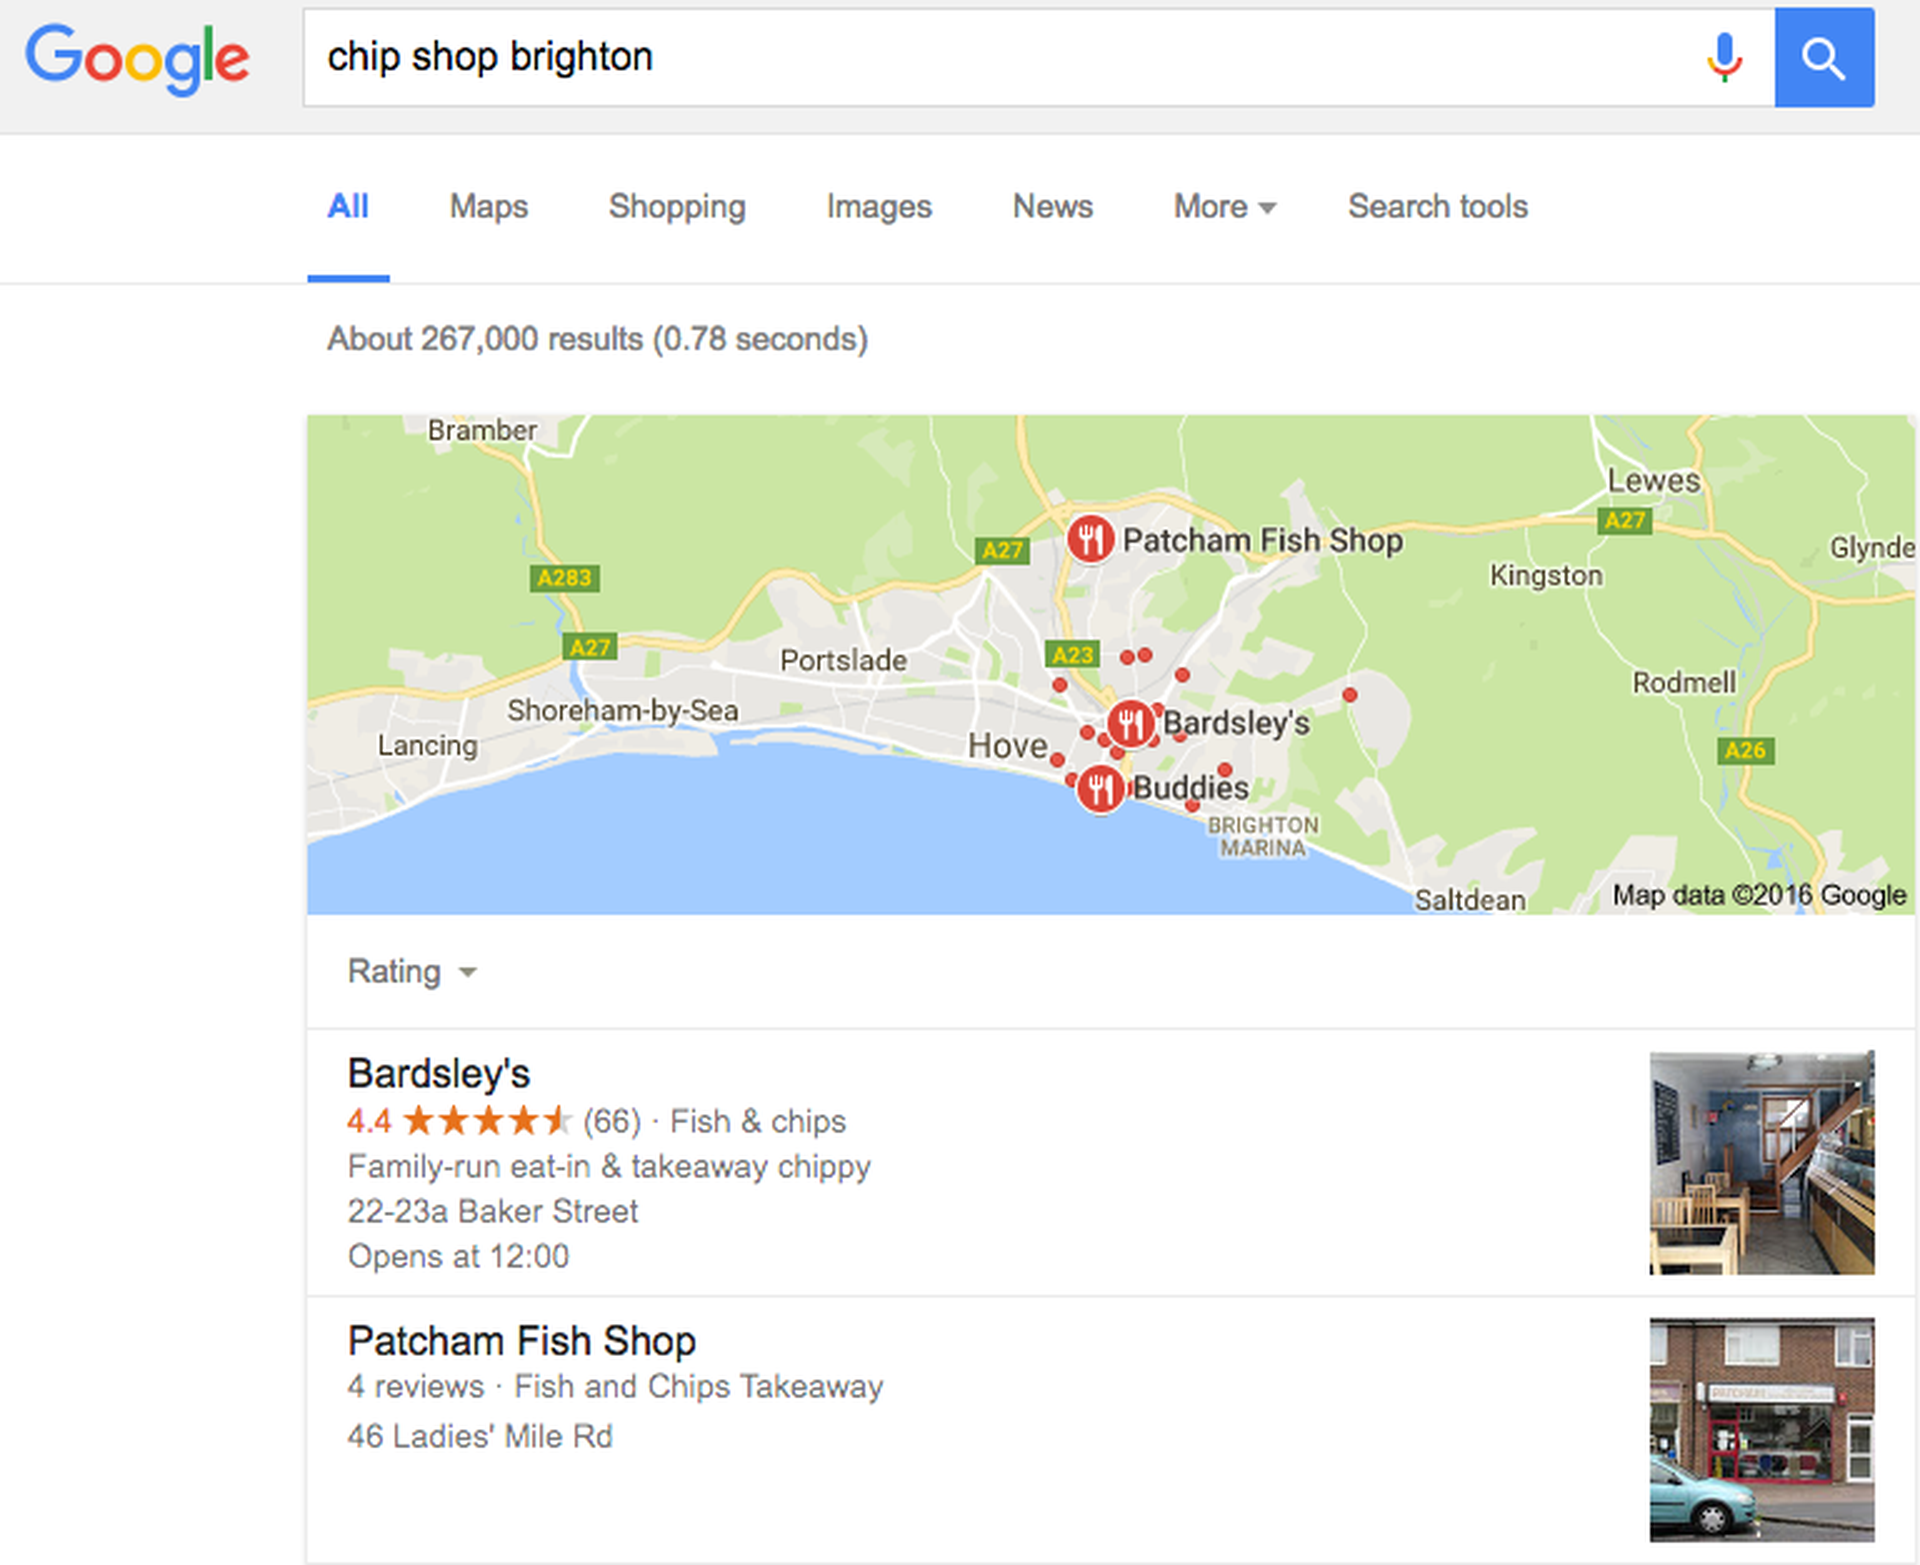 Google
chip shop brighton
All Maps Shopping Images News More Search tools
About 267,000 results (0.78 seconds)
Bramber
Lewes
A27
Patcham Fish Shop
A27
Glynde
A283
Kingston
A27
Portslade
A23
Rodmell
Shoreham-by-Sea
Bardsley's
Lancing
Hove
A26
Buddies
BRIGHTON
MARINA
Saltdean
Map data ©2016 Google
Rating
Bardsley's
4.4 (66) · Fish & chips
Family-run eat-in & takeaway chippy
22-23a Baker Street
Opens at 12:00
Patcham Fish Shop
4 reviews · Fish and Chips Takeaway
46 Ladies' Mile Rd
PATCHAM